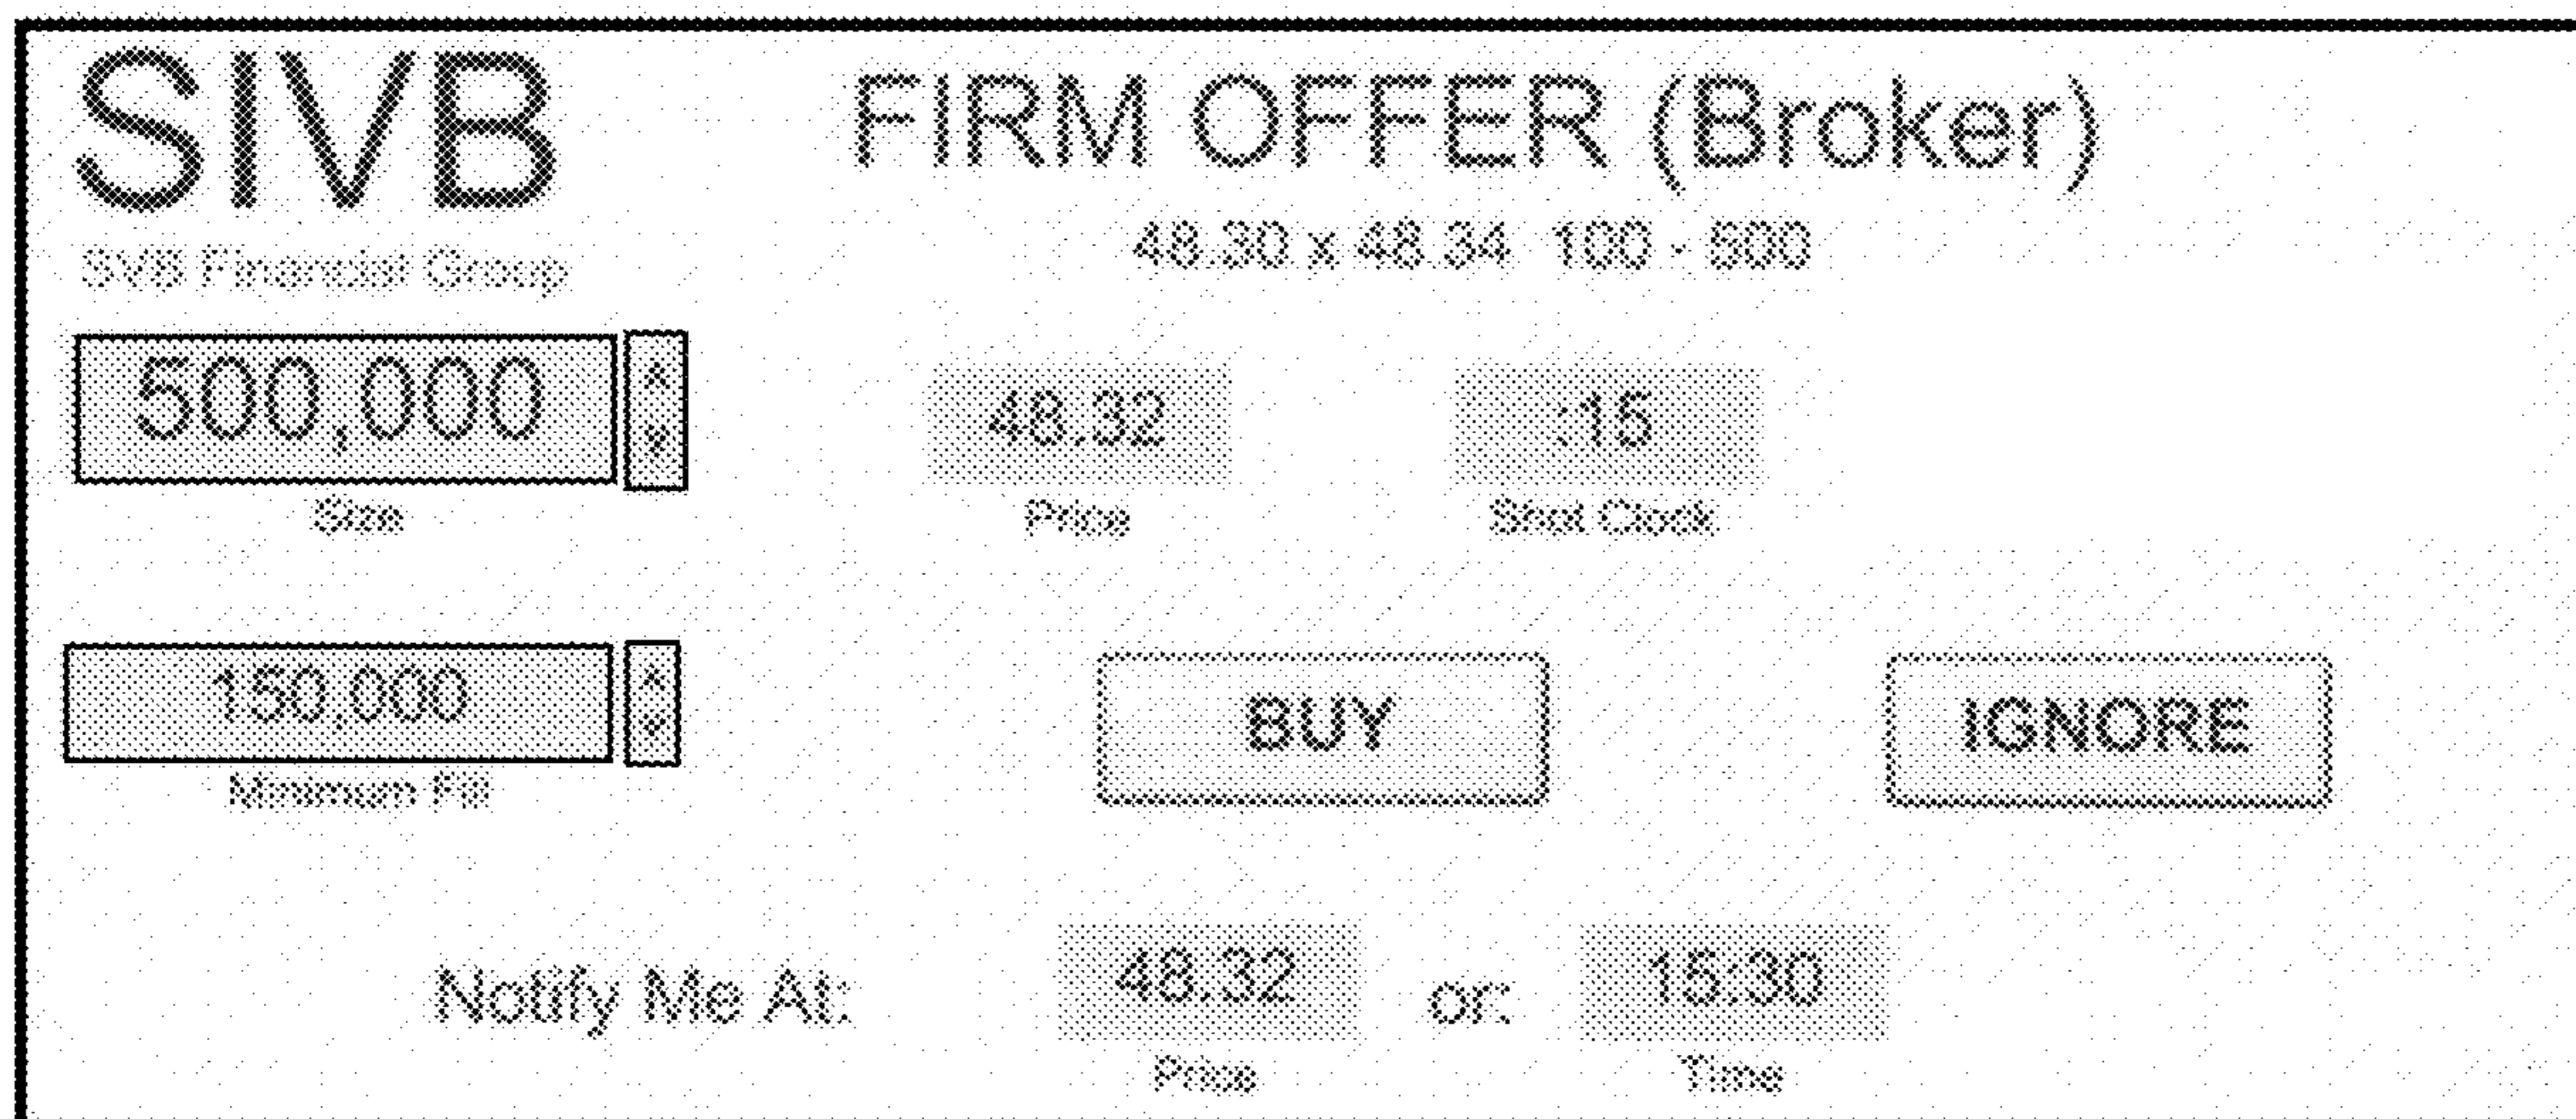 SIVB FIRM OFFER (Broker)
48.30 x 48.34 100 - 500
SVB Financial Group
500,000 ^ v 48.32 :15
Size Price Shot Clock
150,000 ^ v BUY IGNORE
Minimum Fill
Notify Me At: 48.32 or: 15:30
Price Time